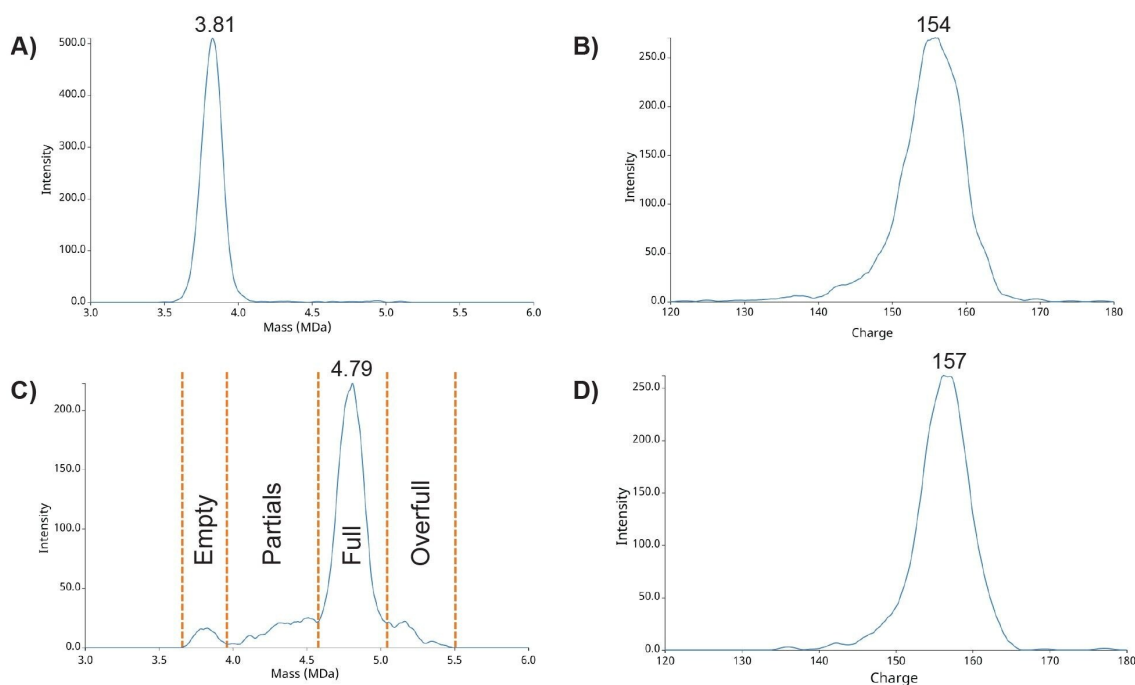 A)
3.81
500.0
400.0
300.0
200.0
100.0
0.0
Intensity
3.0 3.5 4.0 4.5 5.0 5.5 6.0
Mass (MDa)
B)
154
250.0
200.0
150.0
100.0
50.0
0.0
Intensity
120 130 140 150 160 170 180
Charge
C)
4.79
200.0
150.0
100.0
50.0
0.0
Intensity
Empty
Partials
Full
Overfull
3.0 3.5 4.0 4.5 5.0 5.5 6.0
Mass (MDa)
D)
157
250.0
200.0
150.0
100.0
50.0
0.0
Intensity
120 130 140 150 160 170 180
Charge